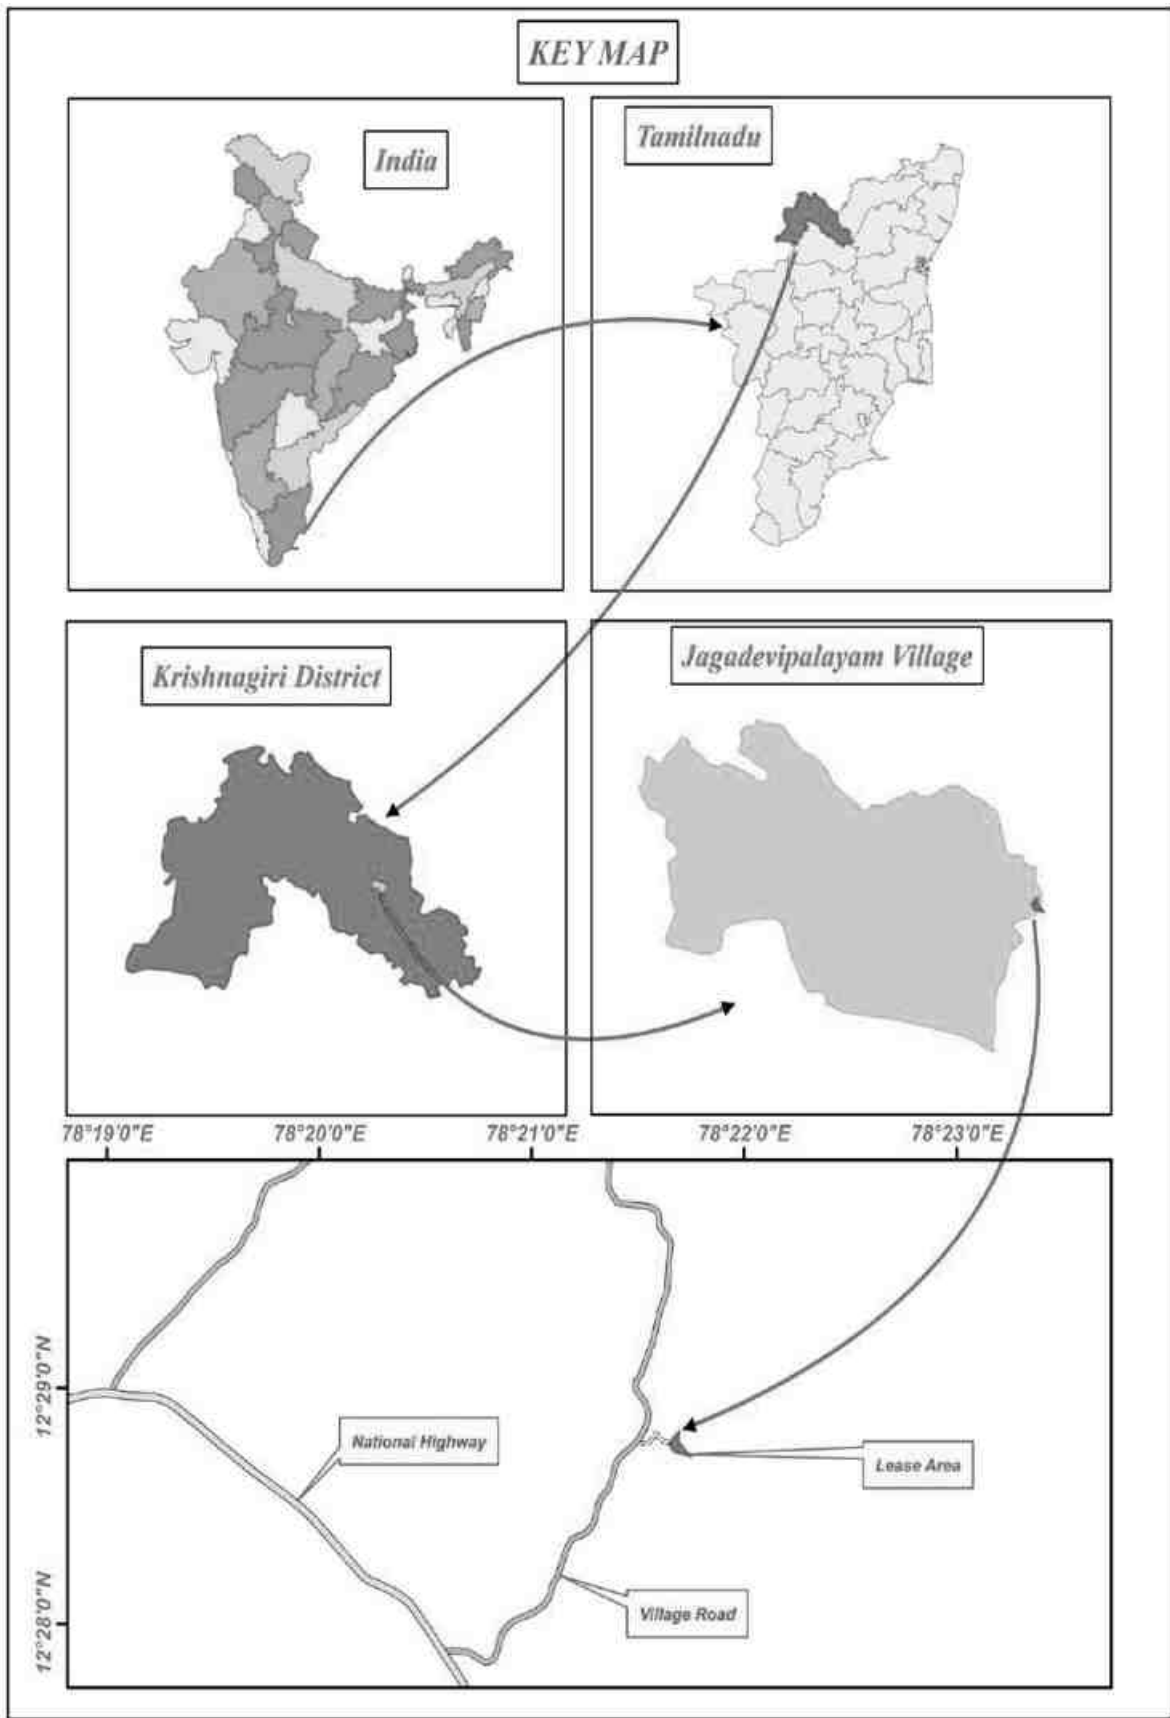 KEY MAP
India
Tamilnadu
Krishnagiri District
Jagadevipalayam Village
78°19'0"E
78°20'0"E
78°21'0"E
78°22'0"E
78°23'0"E
12°29'0"N
National Highway
Lease Area
12°28'0"N
Village Road